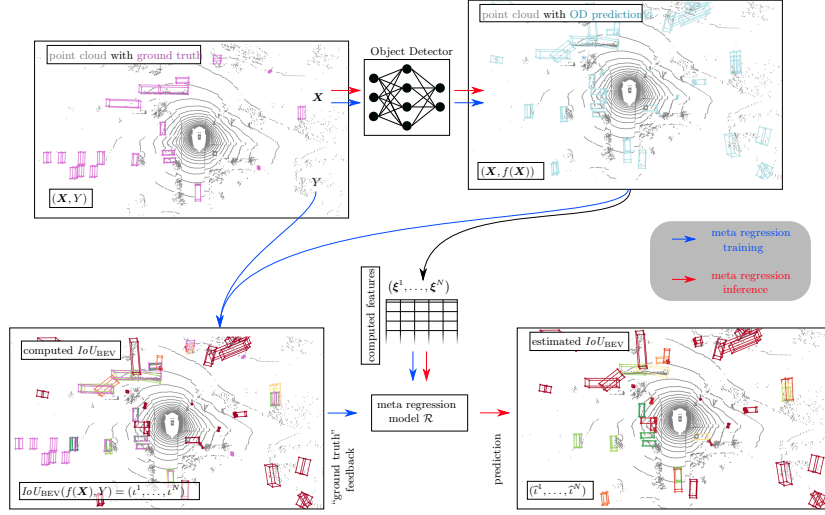 point cloud with ground truth
Object Detector
point cloud with OD prediction
X
(X, Y)
Y
(X, f(X))
meta regression
training
meta regression
inference
computed features
(ξ¹, . . . , ξᴺ)
computed IoU_BEV
estimated IoU_BEV
meta regression
model R
"ground truth"
feedback
prediction
IoU_BEV(f(X), Y) = (ι¹, . . . , ιᴺ)
(ι̂¹, . . . , ι̂ᴺ)